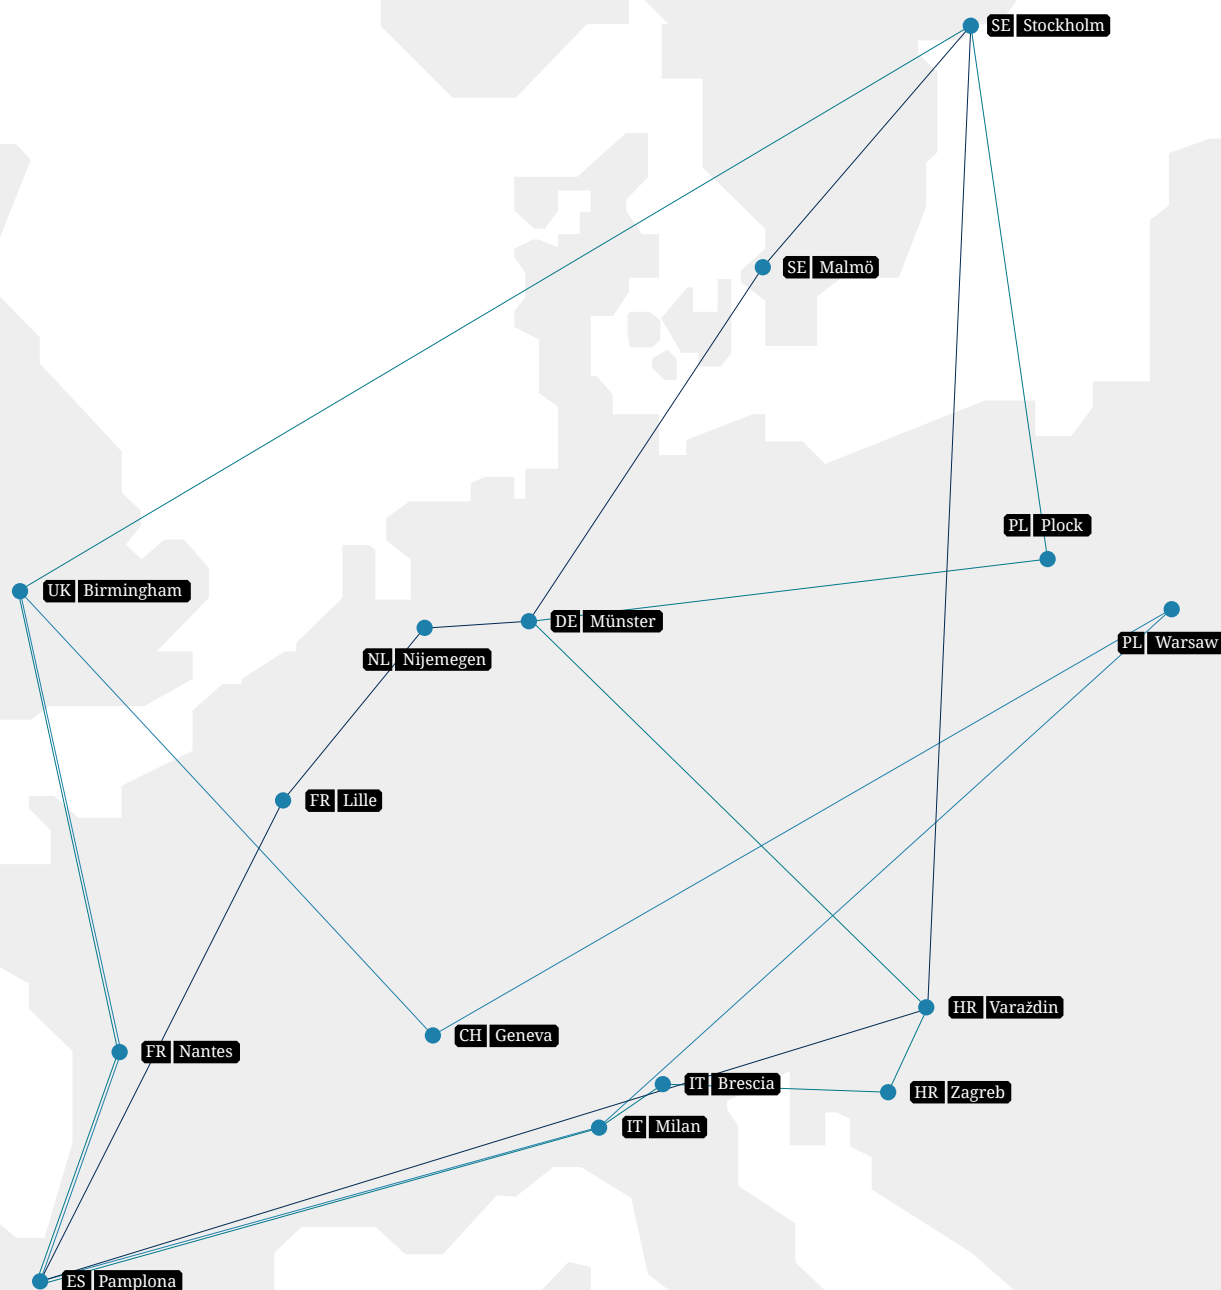 SE Stockholm
SE Malmö
PL Plock
UK Birmingham
DE Münster
PL Warsaw
NL Nijemegen
FR Lille
HR Varaždin
CH Geneva
FR Nantes
IT Brescia
HR Zagreb
IT Milan
ES Pamplona